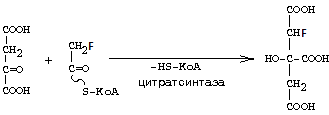 COOH
CH₂
C=O
COOH
+
CH₂F
C=O
S-KoA
-HS-KoA
цитратсинтаза
COOH
CHF
HO-C-COOH
CH₂
COOH